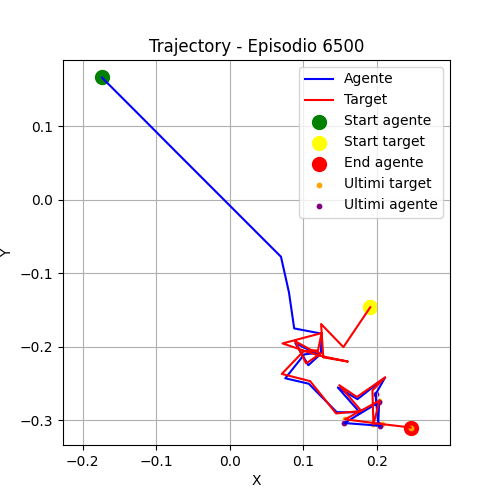 Trajectory - Episodio 6500
Agente
Target
Start agente
Start target
End agente
Ultimi target
Ultimi agente
0.1
0.0
−0.1
−0.2
−0.3
Y
−0.2
−0.1
0.0
0.1
0.2
X